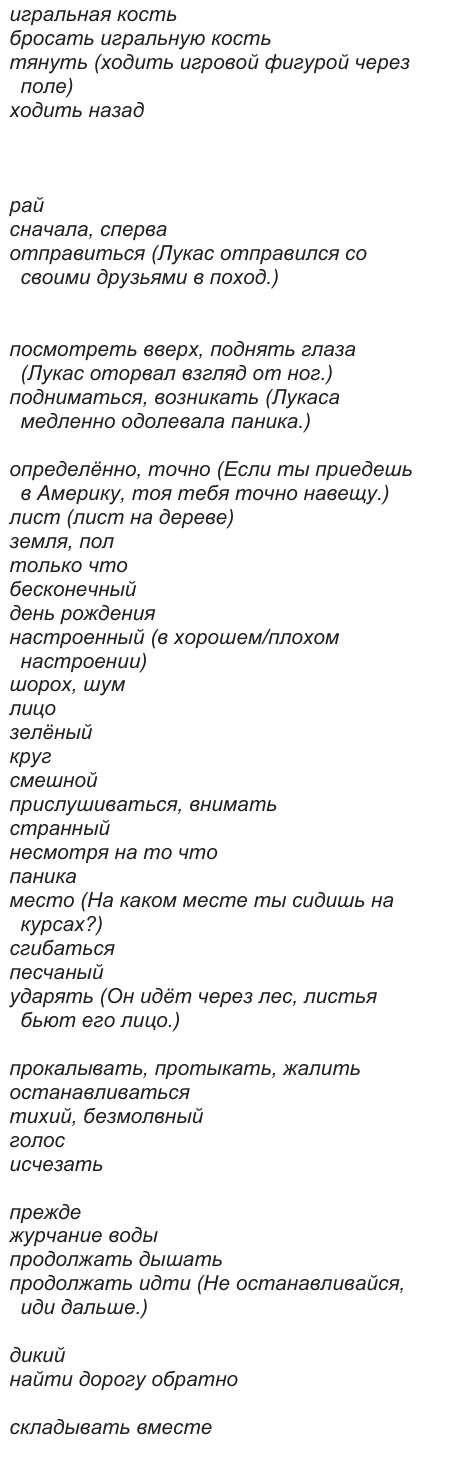 игральная кость
бросать игральную кость
тянуть (ходить игровой фигурой через
поле)
ходить назад
рай
сначала, сперва
отправиться (Лукас отправился со
своими друзьями в поход.)
посмотреть вверх, поднять глаза
(Лукас оторвал взгляд от ног.)
подниматься, возникать (Лукаса
медленно одолевала паника.)
определённо, точно (Если ты приедешь
в Америку, тоя тебя точно навещу.)
лист (лист на дереве)
земля, пол
только что
бесконечный
день рождения
настроенный (в хорошем/плохом
настроении)
шорох, шум
лицо
зелёный
круг
смешной
прислушиваться, внимать
странный
несмотря на то что
паника
место (На каком месте ты сидишь на
курсах?)
сгибаться
песчаный
ударять (Он идёт через лес, листья
бьют его лицо.)
прокалывать, протыкать, жалить
останавливаться
тихий, безмолвный
голос
исчезать
прежде
журчание воды
продолжать дышать
продолжать идти (Не останавливайся,
иди дальше.)
дикий
найти дорогу обратно
складывать вместе